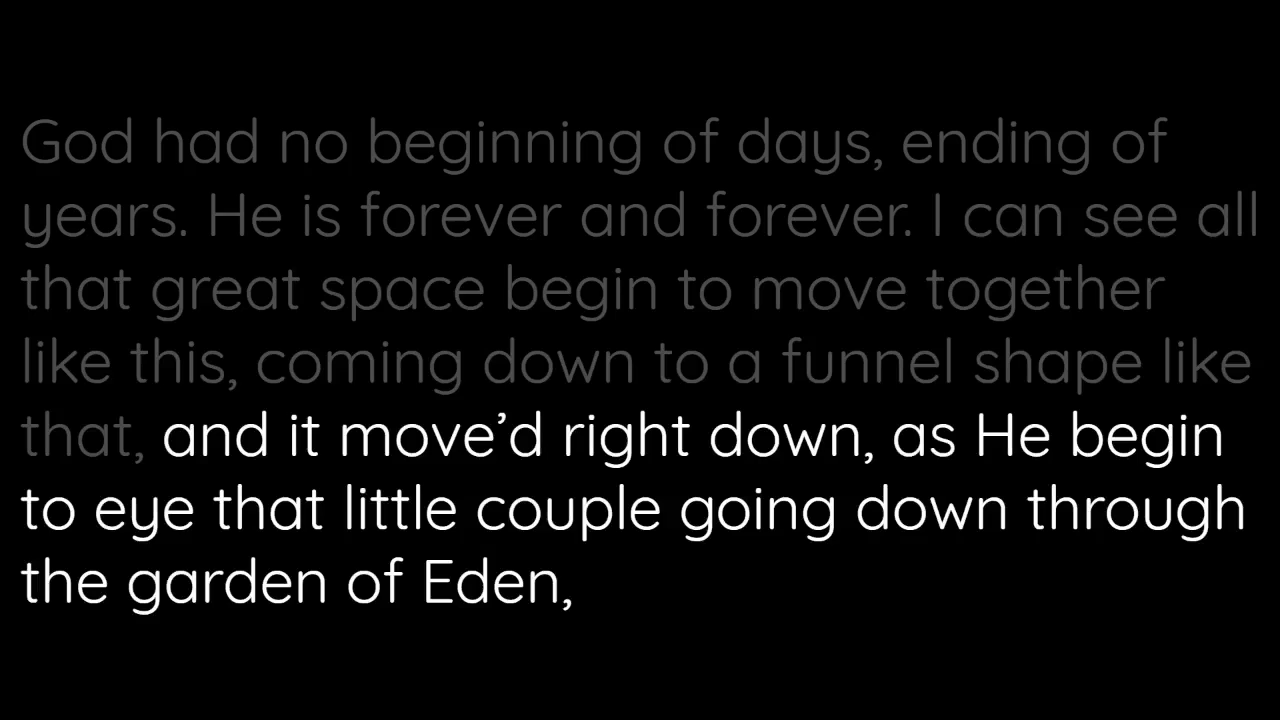 God had no beginning of days, ending of
years. He is forever and forever. I can see all
that great space begin to move together
like this, coming down to a funnel shape like
that, and it move’d right down, as He begin
to eye that little couple going down through
the garden of Eden,